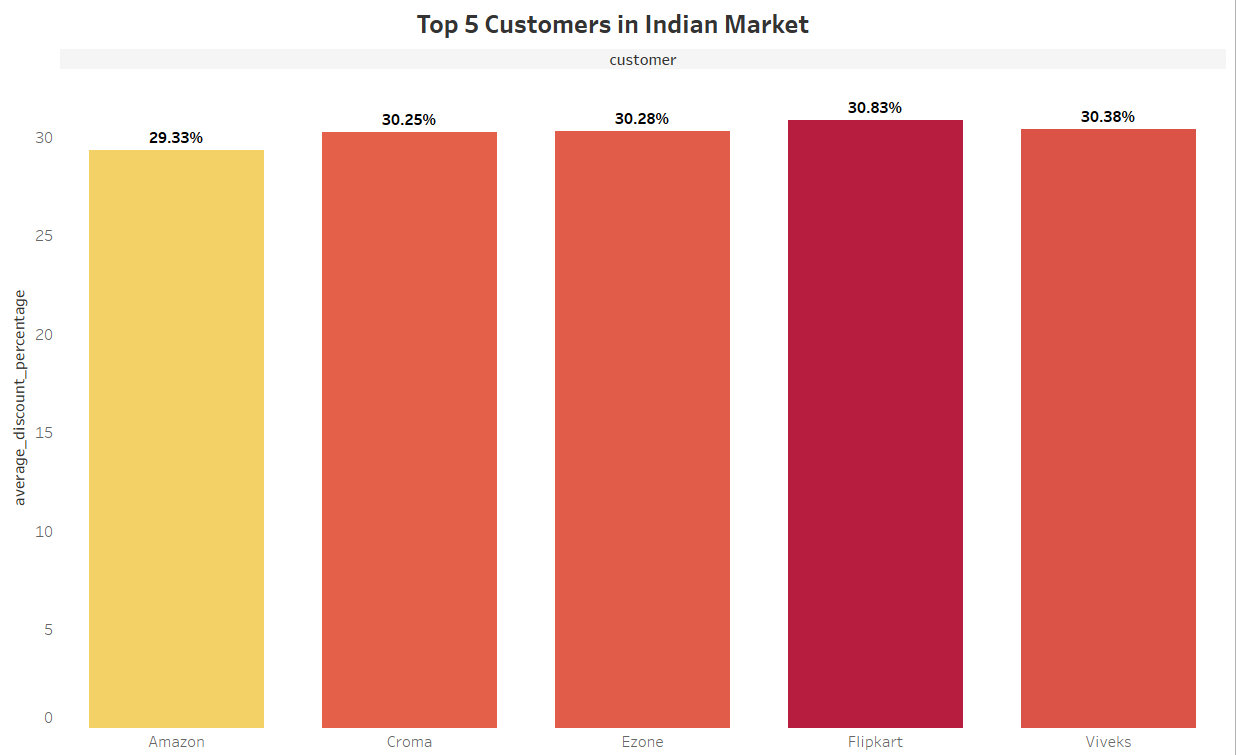 Top 5 Customers in Indian Market
customer
average_discount_percentage
30
25
20
15
10
5
0
29.33%
30.25%
30.28%
30.83%
30.38%
Amazon
Croma
Ezone
Flipkart
Viveks